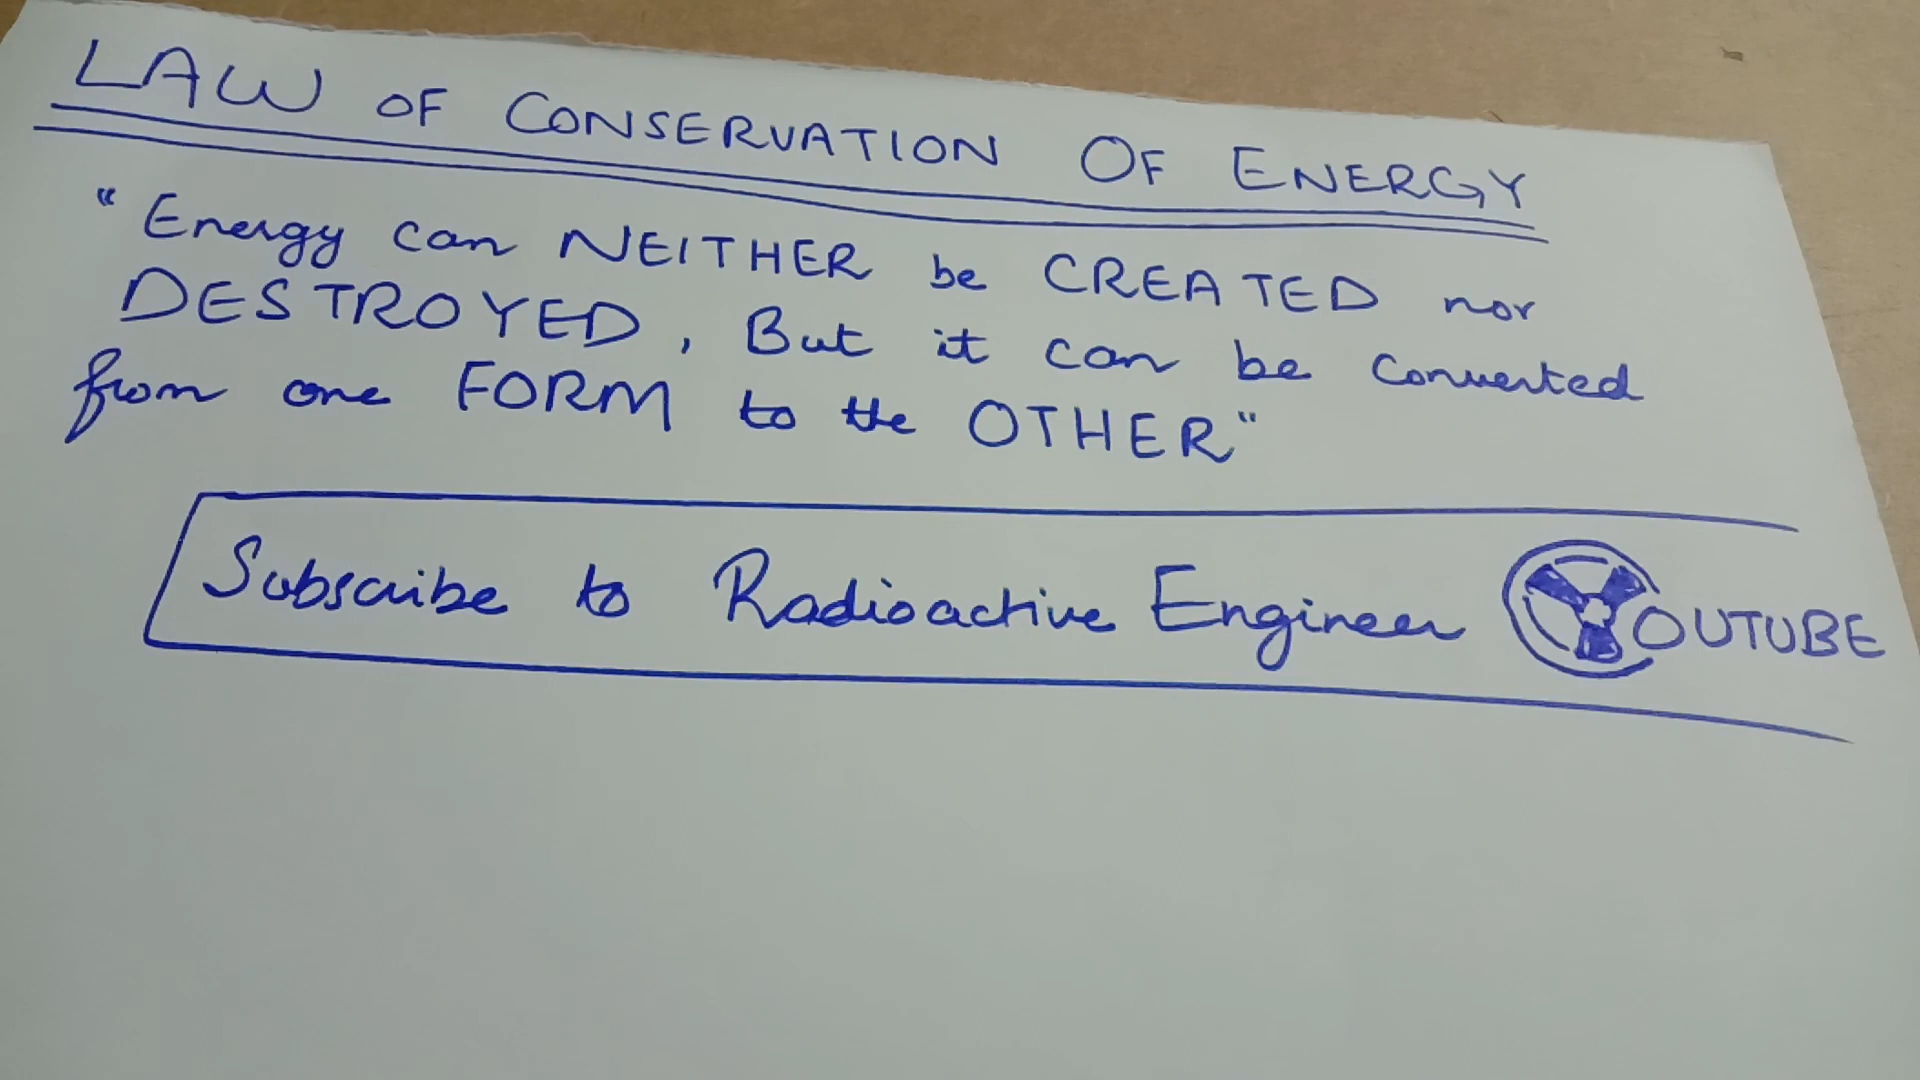 LAW OF CONSERVATION OF ENERGY
"Energy can NEITHER be CREATED nor
DESTROYED, But it can be converted
from one FORM to the OTHER"
Subscribe to Radioactive Engineer YOUTUBE